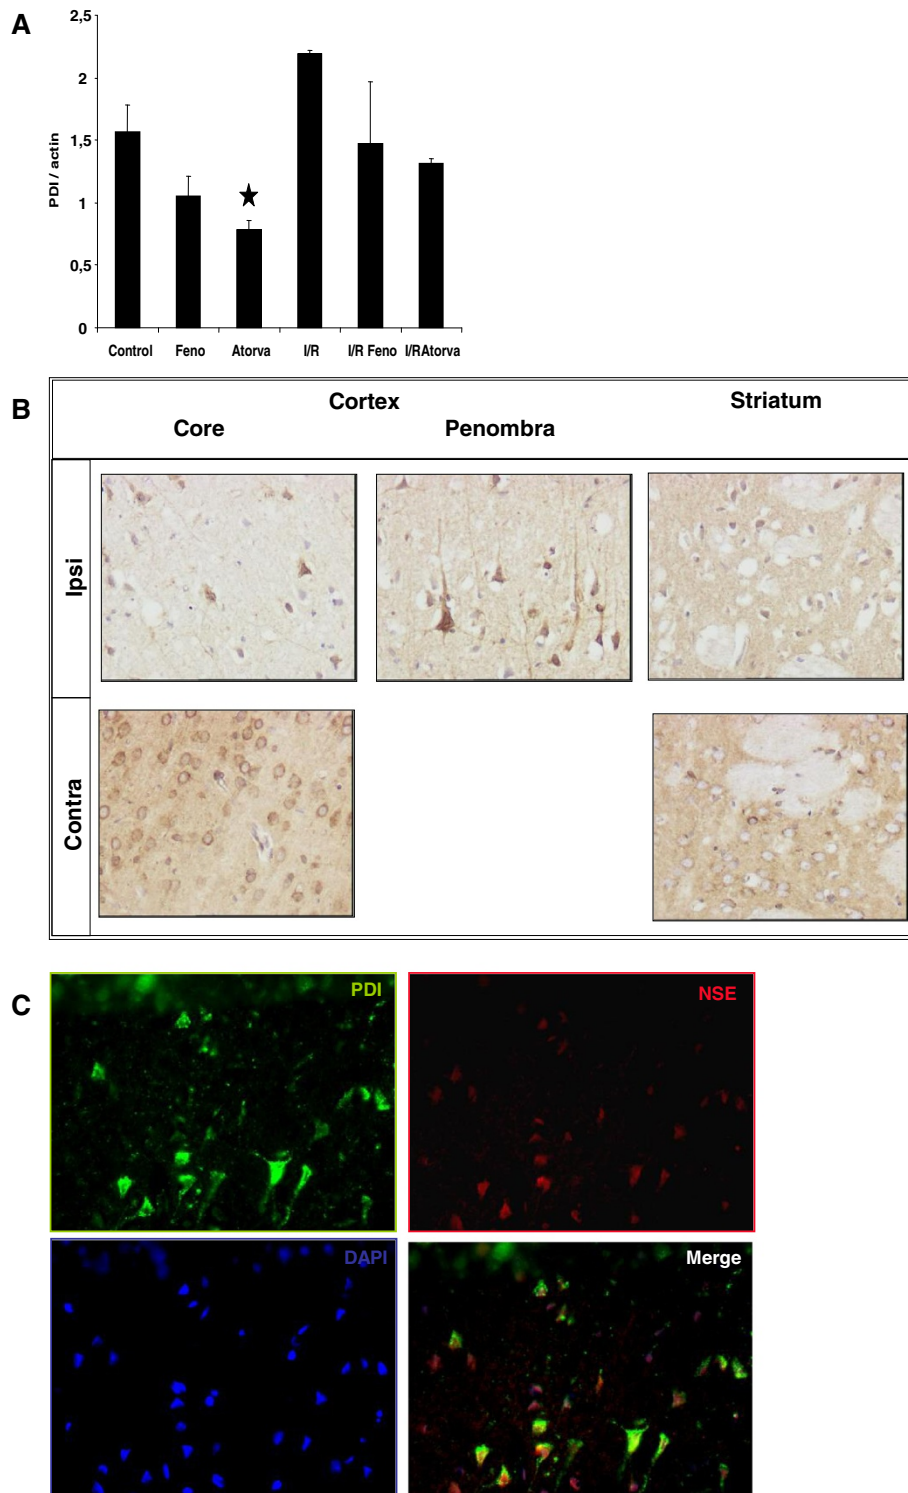 A
2,5
2
1,5
1
0,5
0
PDI / actin
Control Feno Atorva I/R I/R Feno I/RAtorva
B
Cortex Striatum
Core Penombra
Ipsi
Contra
C
PDI
NSE
DAPI
Merge